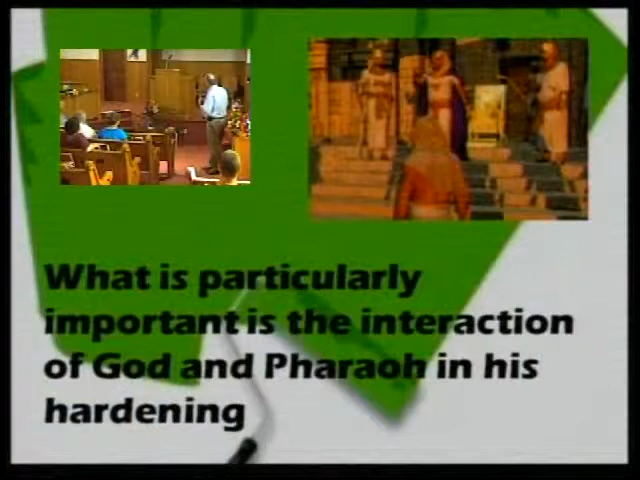 What is particularly
important is the interaction
of God and Pharaoh in his
hardening